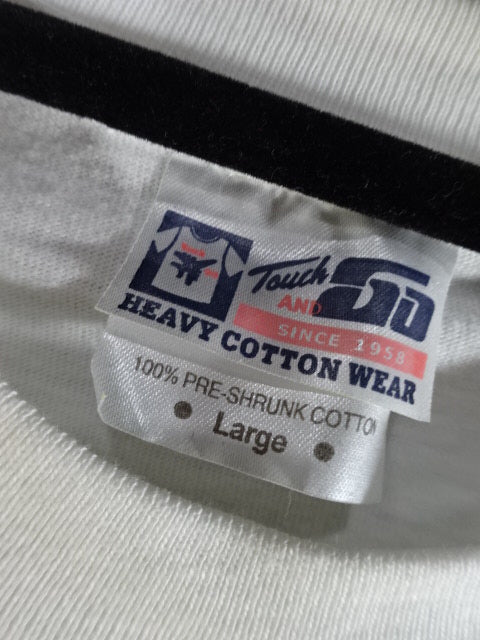 Touch
AND
SINCE 1958
HEAVY COTTON WEAR
100% PRE-SHRUNK COTTON
Large